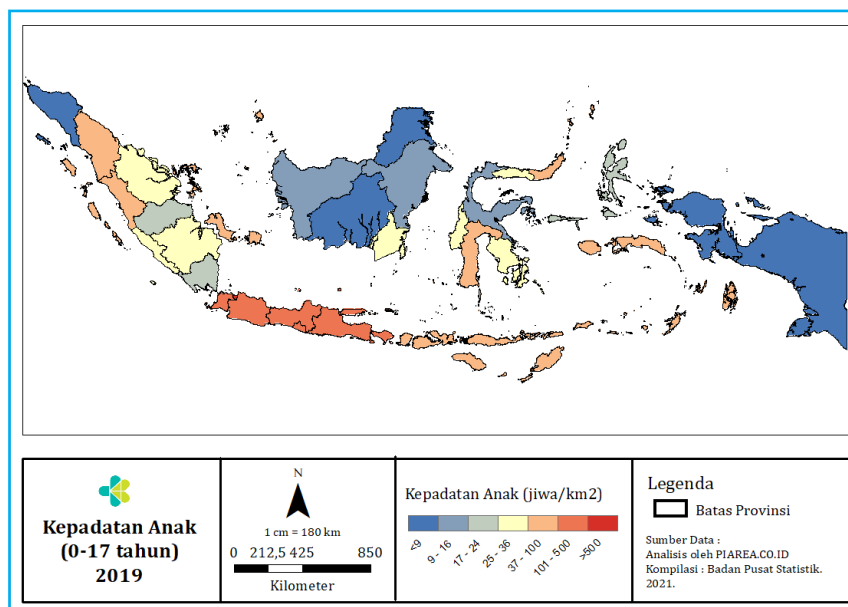 Kepadatan Anak
(0-17 tahun)
2019
N
1 cm = 180 km
0 212,5 425 850
Kilometer
Kepadatan Anak (jiwa/km2)
<9
9 - 16
17 - 24
25 - 36
37 - 100
101 - 500
>500
Legenda
Batas Provinsi
Sumber Data :
Analisis oleh PIAREA.CO.ID
Kompilasi : Badan Pusat Statistik.
2021.